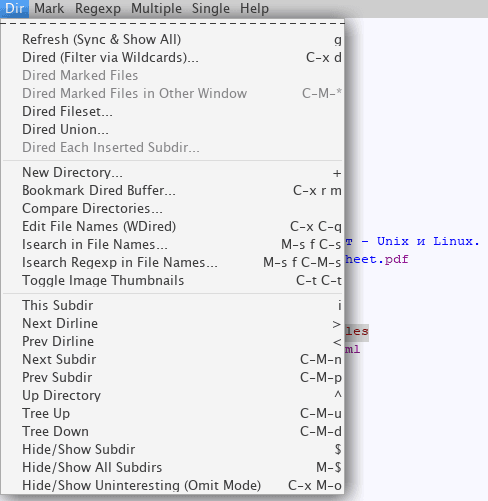 Dir Mark Regexp Multiple Single Help
Refresh (Sync & Show All) g
Dired (Filter via Wildcards)... C-x d
Dired Marked Files
Dired Marked Files in Other Window C-M-*
Dired Fileset...
Dired Union...
Dired Each Inserted Subdir...
New Directory... +
Bookmark Dired Buffer... C-x r m
Compare Directories...
Edit File Names (WDired) C-x C-q
Isearch in File Names... M-s f C-s
т - Unix и Linux.
Isearch Regexp in File Names... M-s f C-M-s
heet.pdf
Toggle Image Thumbnails C-t C-t
This Subdir i
Next Dirline >
Prev Dirline <
les
Next Subdir C-M-n
ml
Prev Subdir C-M-p
Up Directory ^
Tree Up C-M-u
Tree Down C-M-d
Hide/Show Subdir $
Hide/Show All Subdirs M-$
Hide/Show Uninteresting (Omit Mode) C-x M-o